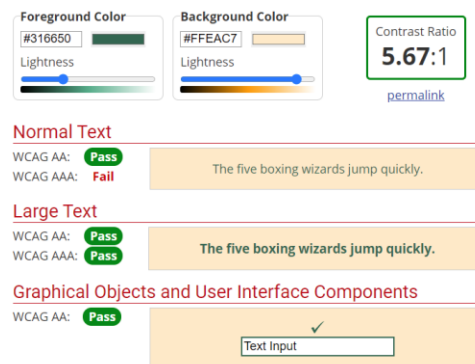 Foreground Color
#316650
Lightness
Background Color
#FFEAC7
Lightness
Contrast Ratio
5.67:1
permalink
Normal Text
WCAG AA: Pass
WCAG AAA: Fail
The five boxing wizards jump quickly.
Large Text
WCAG AA: Pass
WCAG AAA: Pass
The five boxing wizards jump quickly.
Graphical Objects and User Interface Components
WCAG AA: Pass
✓
Text Input